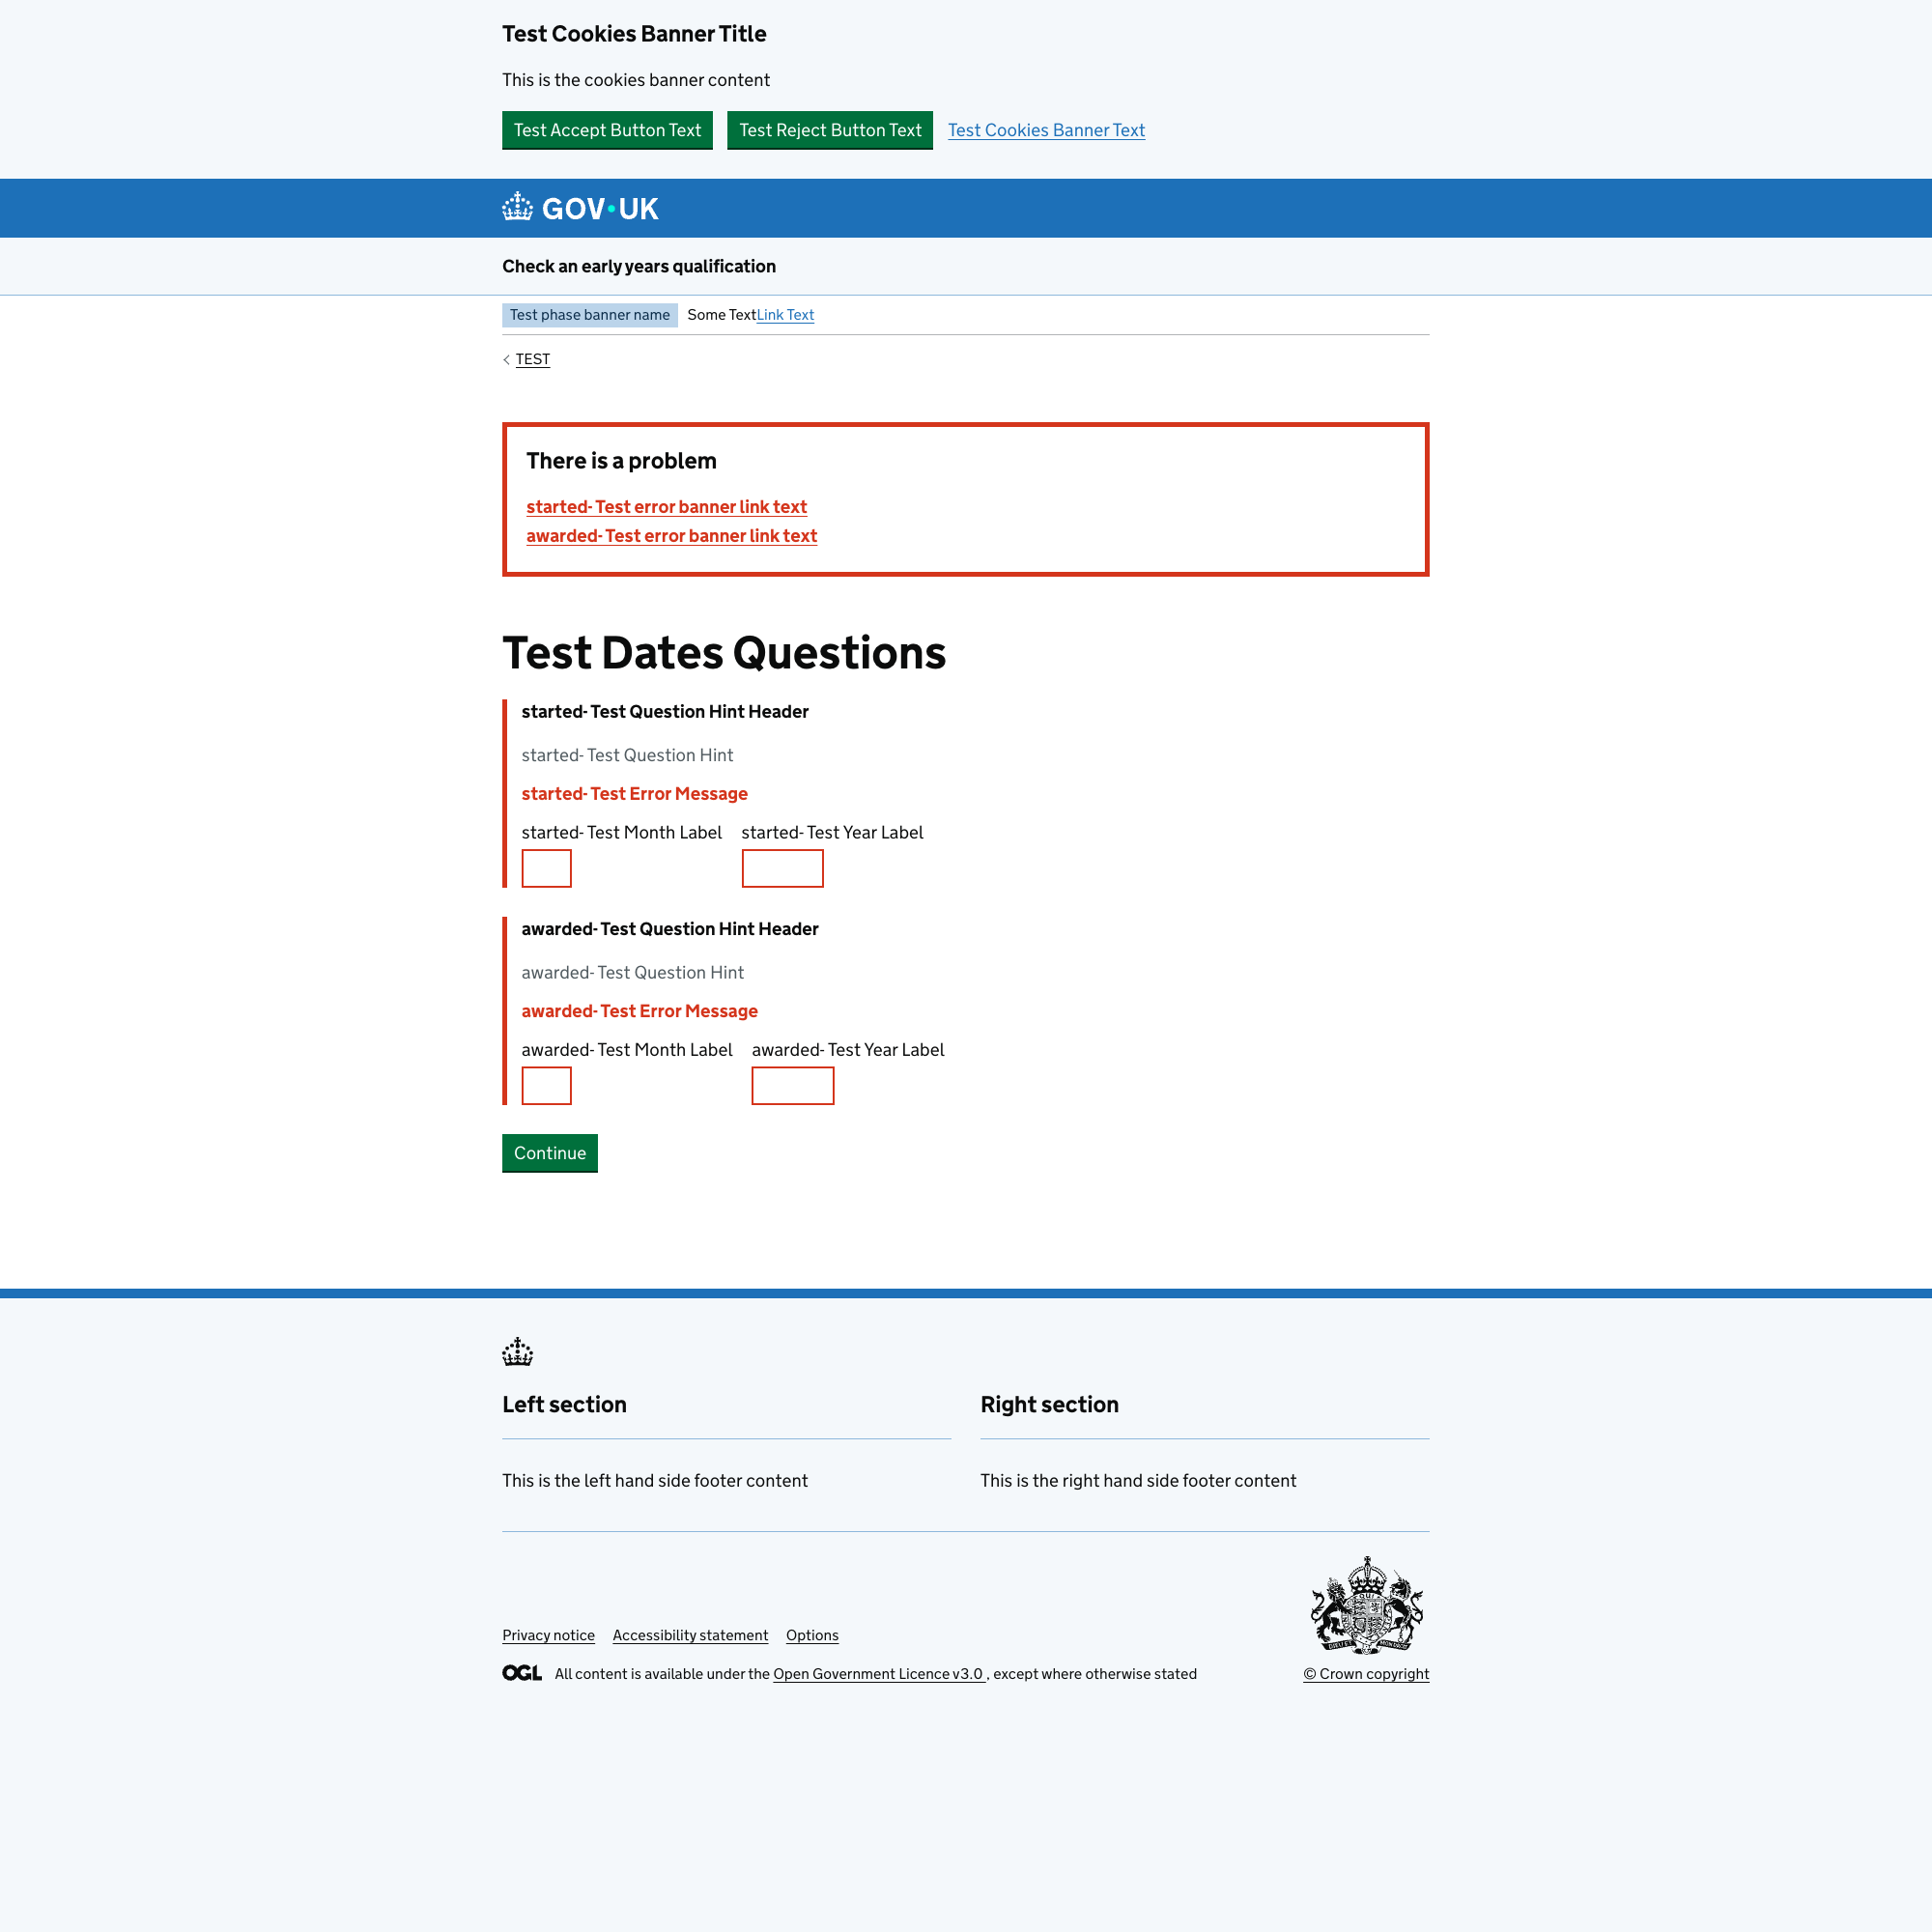 Test Cookies Banner Title
This is the cookies banner content
Test Accept Button Text Test Reject Button Text Test Cookies Banner Text
GOV·UK
Check an early years qualification
Test phase banner name Some TextLink Text
TEST
There is a problem
started- Test error banner link text
awarded- Test error banner link text
Test Dates Questions
started- Test Question Hint Header
started- Test Question Hint
started- Test Error Message
started- Test Month Label started- Test Year Label
awarded- Test Question Hint Header
awarded- Test Question Hint
awarded- Test Error Message
awarded- Test Month Label awarded- Test Year Label
Continue
Left section Right section
This is the left hand side footer content This is the right hand side footer content
Privacy notice Accessibility statement Options
OGL All content is available under the Open Government Licence v3.0 , except where otherwise stated © Crown copyright